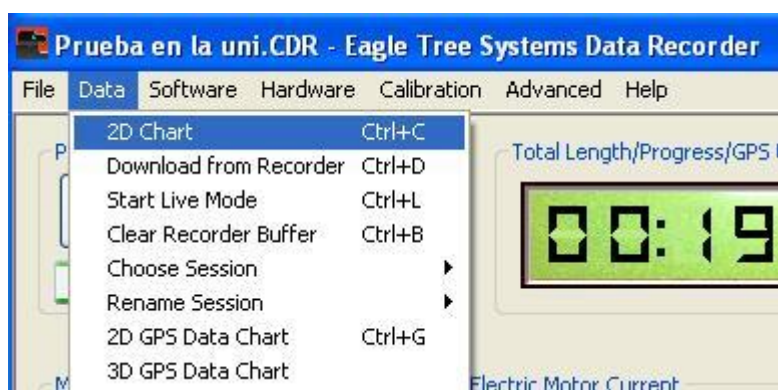 Prueba en la uni.CDR - Eagle Tree Systems Data Recorder
File Data Software Hardware Calibration Advanced Help
2D Chart Ctrl+C
Download from Recorder Ctrl+D
Start Live Mode Ctrl+L
Clear Recorder Buffer Ctrl+B
Choose Session
Rename Session
2D GPS Data Chart Ctrl+G
3D GPS Data Chart
P
Total Length/Progress/GPS
00:19
M
Electric Motor Current